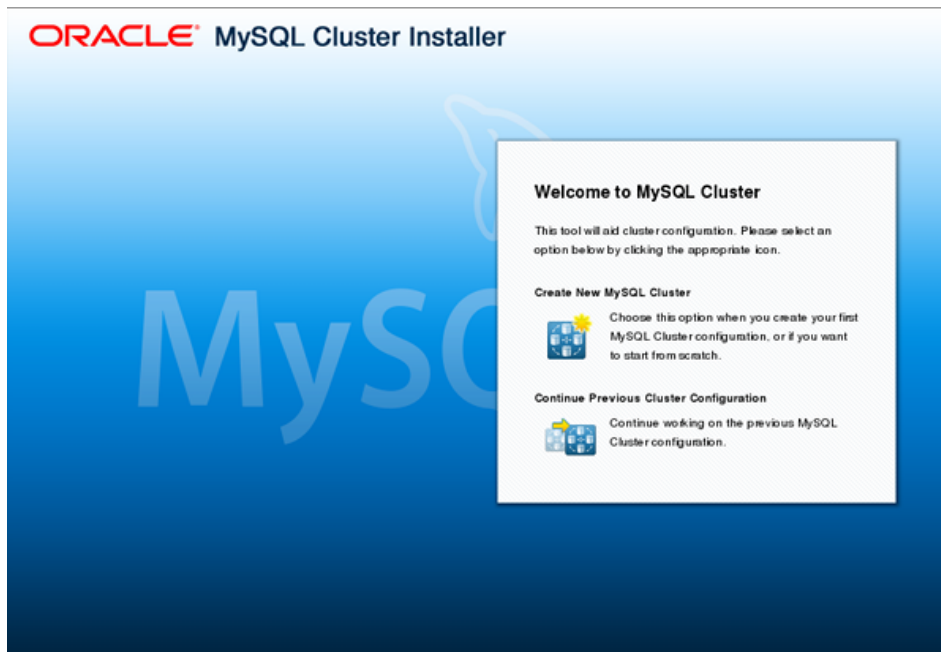 ORACLE® MySQL Cluster Installer
Welcome to MySQL Cluster
This tool will aid cluster configuration. Please select an
option below by clicking the appropriate icon.
Create New MySQL Cluster
Choose this option when you create your first
MySQL Cluster configuration, or if you want
to start from scratch.
Continue Previous Cluster Configuration
Continue working on the previous MySQL
Cluster configuration.
MySQ